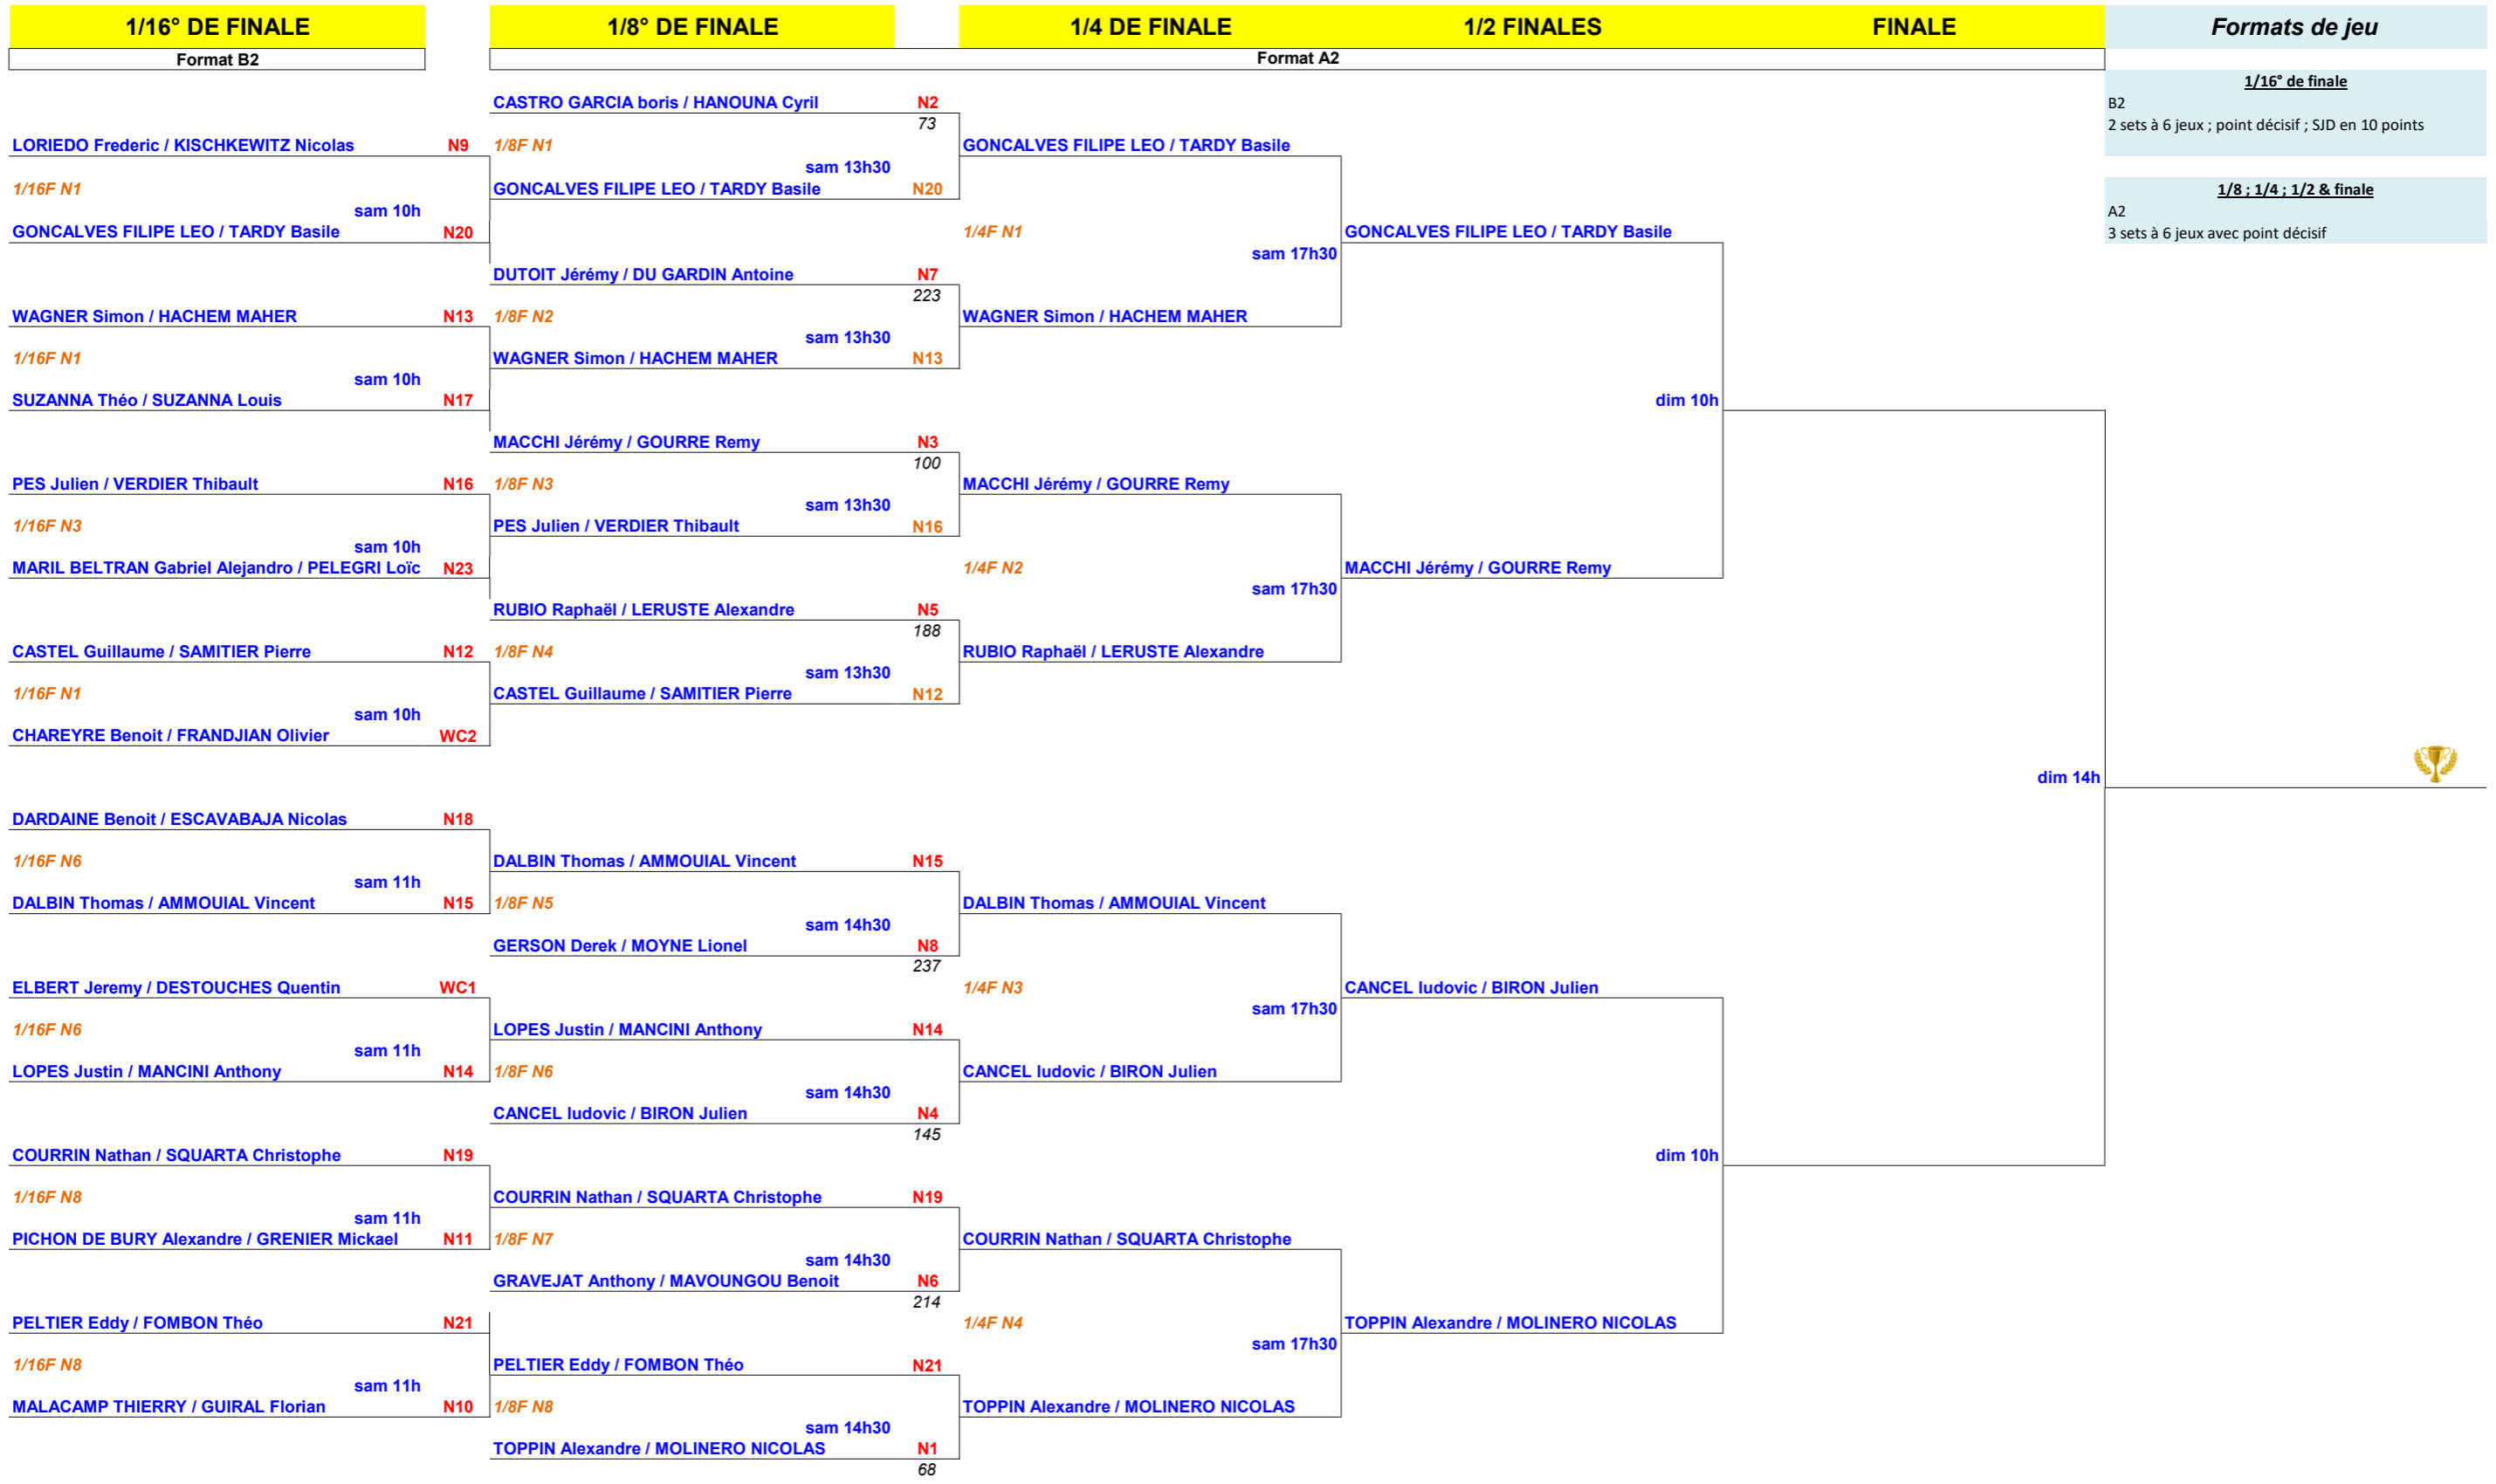 1/16° DE FINALE
1/8° DE FINALE
1/4 DE FINALE
1/2 FINALES
FINALE
Formats de jeu
Format B2
Format A2
1/16° de finale
B2
2 sets à 6 jeux ; point décisif ; SJD en 10 points
1/8 ; 1/4 ; 1/2 & finale
A2
3 sets à 6 jeux avec point décisif
LORIEDO Frederic / KISCHKEWITZ Nicolas N9
1/16F N1
sam 10h
GONCALVES FILIPE LEO / TARDY Basile N20
WAGNER Simon / HACHEM MAHER N13
1/16F N1
sam 10h
SUZANNA Théo / SUZANNA Louis N17
PES Julien / VERDIER Thibault N16
1/16F N3
sam 10h
MARIL BELTRAN Gabriel Alejandro / PELEGRI Loïc N23
CASTEL Guillaume / SAMITIER Pierre N12
1/16F N1
sam 10h
CHAREYRE Benoit / FRANDJIAN Olivier WC2
DARDAINE Benoit / ESCAVABAJA Nicolas N18
1/16F N6
sam 11h
DALBIN Thomas / AMMOUIAL Vincent N15
ELBERT Jeremy / DESTOUCHES Quentin WC1
1/16F N6
sam 11h
LOPES Justin / MANCINI Anthony N14
COURRIN Nathan / SQUARTA Christophe N19
1/16F N8
sam 11h
PICHON DE BURY Alexandre / GRENIER Mickael N11
PELTIER Eddy / FOMBON Théo N21
1/16F N8
sam 11h
MALACAMP THIERRY / GUIRAL Florian N10
CASTRO GARCIA boris / HANOUNA Cyril N2
73
1/8F N1
sam 13h30
GONCALVES FILIPE LEO / TARDY Basile N20
DUTOIT Jérémy / DU GARDIN Antoine N7
223
1/8F N2
sam 13h30
WAGNER Simon / HACHEM MAHER N13
MACCHI Jérémy / GOURRE Remy N3
100
1/8F N3
sam 13h30
PES Julien / VERDIER Thibault N16
RUBIO Raphaël / LERUSTE Alexandre N5
188
1/8F N4
sam 13h30
CASTEL Guillaume / SAMITIER Pierre N12
DALBIN Thomas / AMMOUIAL Vincent N15
1/8F N5
sam 14h30
GERSON Derek / MOYNE Lionel N8
237
LOPES Justin / MANCINI Anthony N14
1/8F N6
sam 14h30
CANCEL ludovic / BIRON Julien N4
145
COURRIN Nathan / SQUARTA Christophe N19
1/8F N7
sam 14h30
GRAVEJAT Anthony / MAVOUNGOU Benoit N6
214
PELTIER Eddy / FOMBON Théo N21
1/8F N8
sam 14h30
TOPPIN Alexandre / MOLINERO NICOLAS N1
68
GONCALVES FILIPE LEO / TARDY Basile
1/4F N1
sam 17h30
WAGNER Simon / HACHEM MAHER
MACCHI Jérémy / GOURRE Remy
1/4F N2
sam 17h30
RUBIO Raphaël / LERUSTE Alexandre
DALBIN Thomas / AMMOUIAL Vincent
1/4F N3
sam 17h30
CANCEL ludovic / BIRON Julien
COURRIN Nathan / SQUARTA Christophe
1/4F N4
sam 17h30
TOPPIN Alexandre / MOLINERO NICOLAS
GONCALVES FILIPE LEO / TARDY Basile
dim 10h
MACCHI Jérémy / GOURRE Remy
CANCEL ludovic / BIRON Julien
dim 10h
TOPPIN Alexandre / MOLINERO NICOLAS
dim 14h